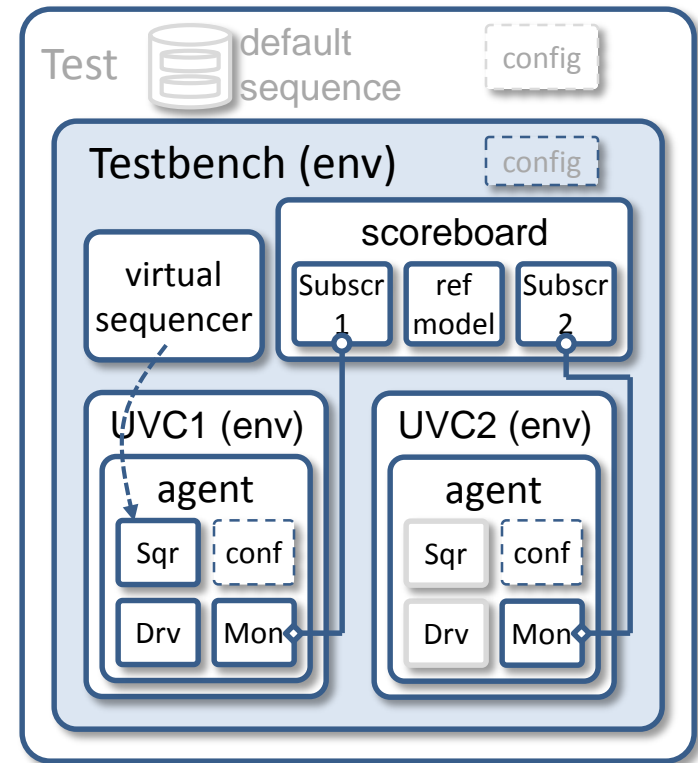 Test
default
sequence
config
Testbench (env)
config
virtual
sequencer
scoreboard
Subscr
1
ref
model
Subscr
2
UVC1 (env)
agent
Sqr
conf
Drv
Mon
UVC2 (env)
agent
Sqr
conf
Drv
Mon